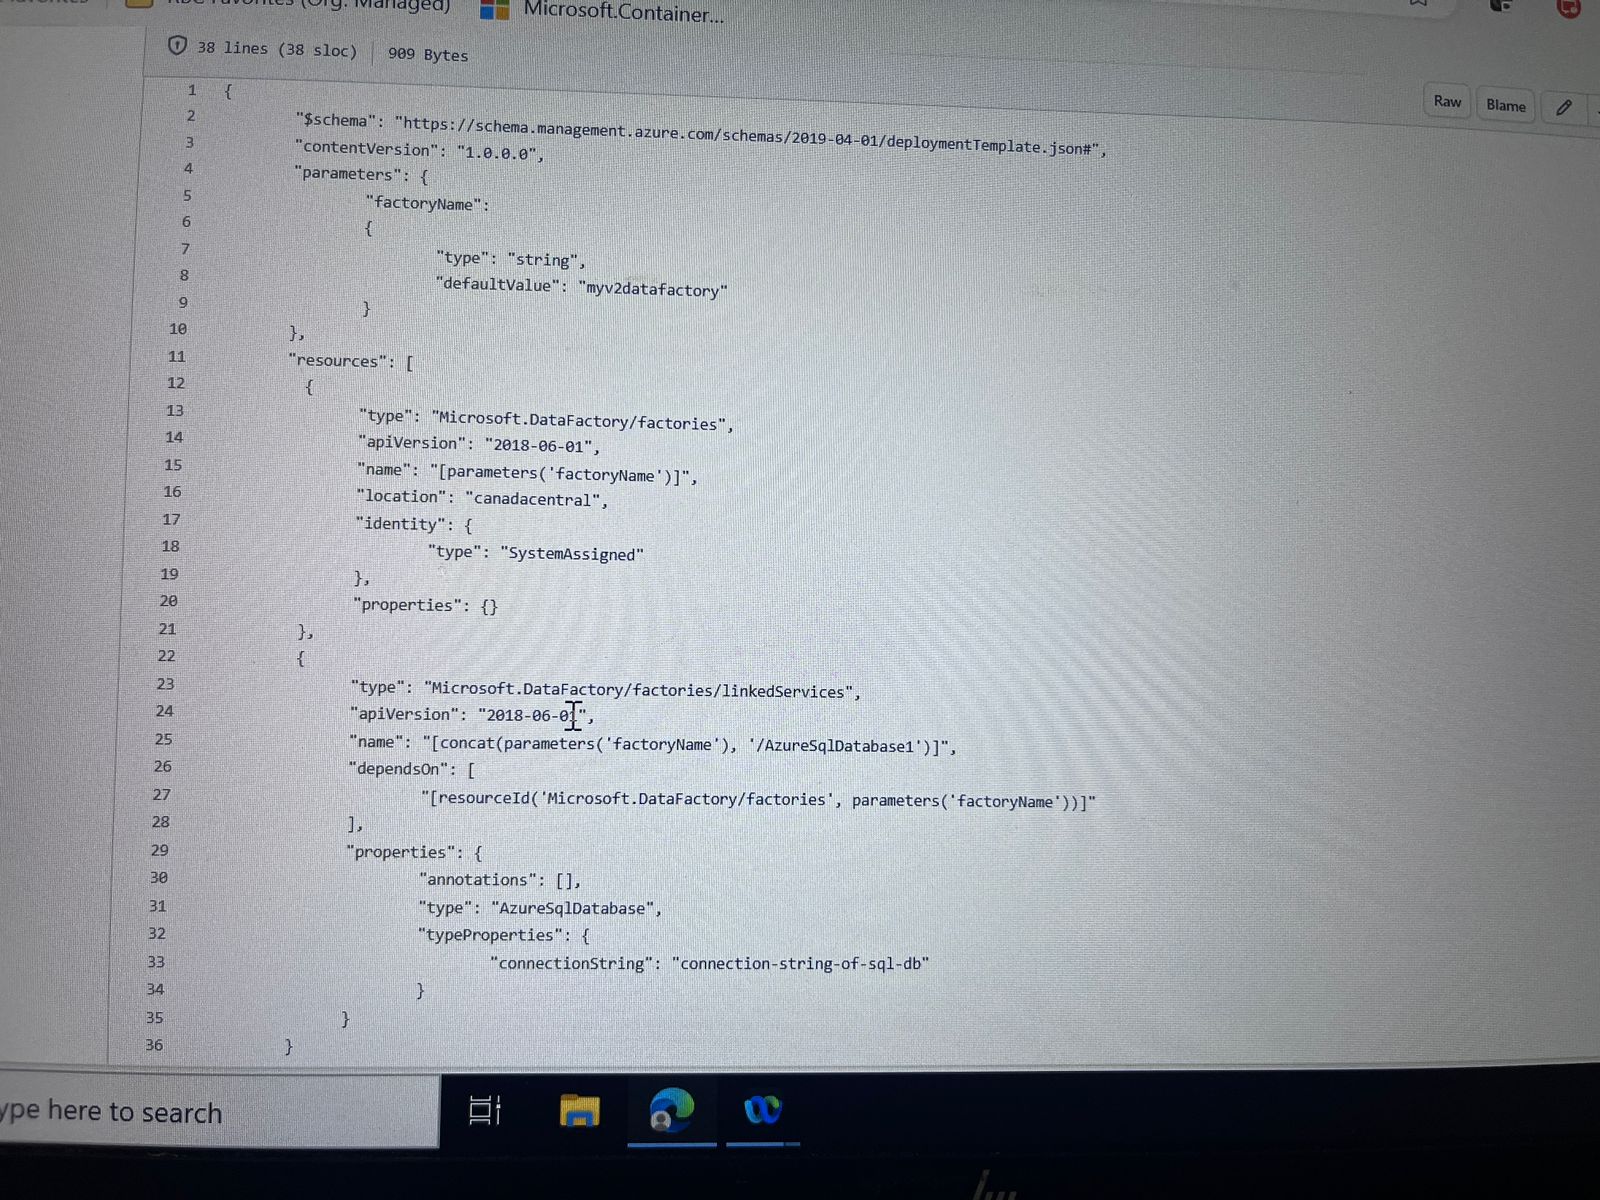 (Org. Managed)
Microsoft.Container...
38 lines (38 sloc) 909 Bytes
Raw Blame
1 {
2 "$schema": "https://schema.management.azure.com/schemas/2019-04-01/deploymentTemplate.json#",
3 "contentVersion": "1.0.0.0",
4 "parameters": {
5 "factoryName":
6 {
7 "type": "string",
8 "defaultValue": "myv2datafactory"
9 }
10 },
11 "resources": [
12 {
13 "type": "Microsoft.DataFactory/factories",
14 "apiVersion": "2018-06-01",
15 "name": "[parameters('factoryName')]",
16 "location": "canadacentral",
17 "identity": {
18 "type": "SystemAssigned"
19 },
20 "properties": {}
21 },
22 {
23 "type": "Microsoft.DataFactory/factories/linkedServices",
24 "apiVersion": "2018-06-01",
25 "name": "[concat(parameters('factoryName'), '/AzureSqlDatabase1')]",
26 "dependsOn": [
27 "[resourceId('Microsoft.DataFactory/factories', parameters('factoryName'))]"
28 ],
29 "properties": {
30 "annotations": [],
31 "type": "AzureSqlDatabase",
32 "typeProperties": {
33 "connectionString": "connection-string-of-sql-db"
34 }
35 }
36 }
ype here to search